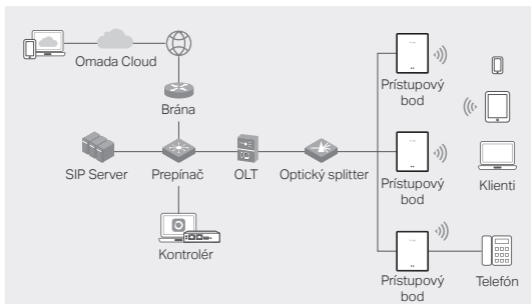 Omada Cloud
Brána
SIP Server
Prepínač
OLT
Optický splitter
Kontrolér
Prístupový
bod
Prístupový
bod
Prístupový
bod
Klienti
Telefón